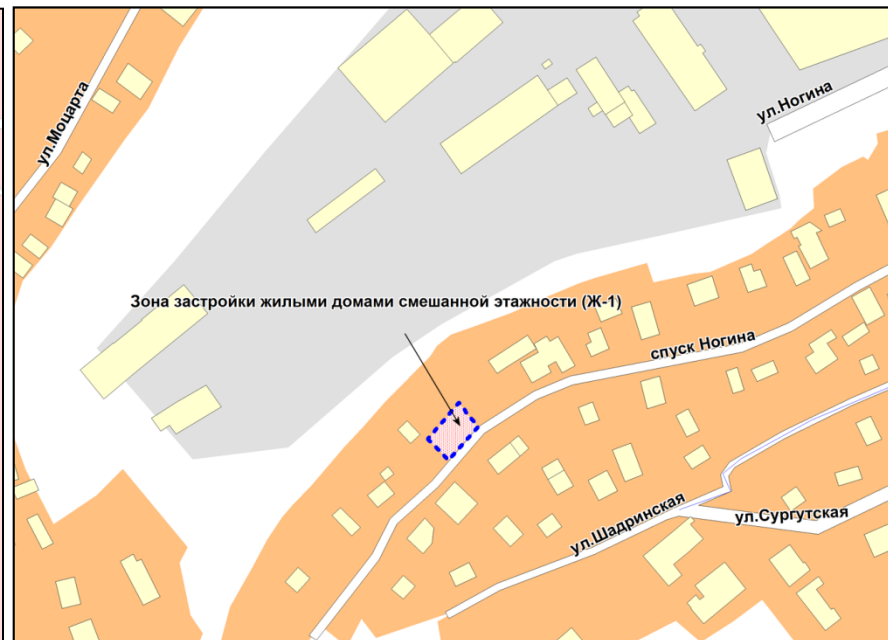 ул.Моцарта
ул.Ногина
Зона застройки жилыми домами смешанной этажности (Ж-1)
спуск Ногина
ул.Шадринская
ул.Сургутская